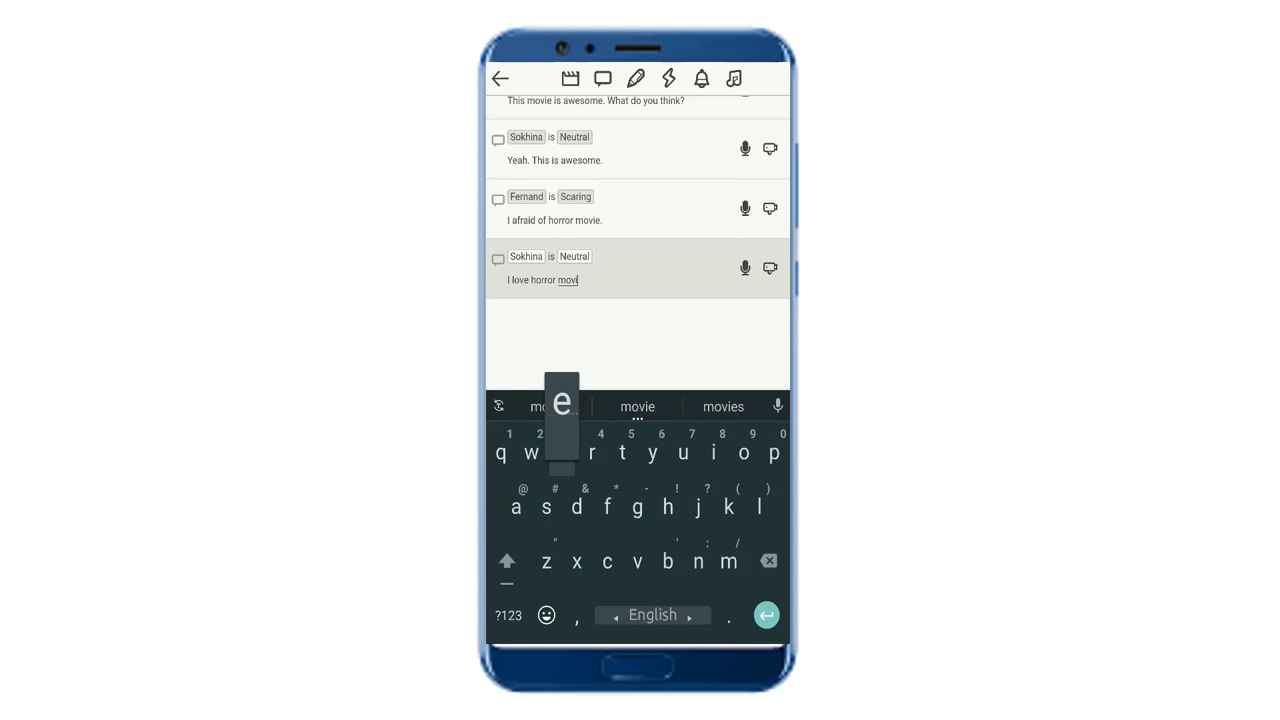 This movie is awesome. What do you think?
Sokhina is Neutral
Yeah. This is awesome.
Fernand is Scaring
I afraid of horror movie.
Sokhina is Neutral
I love horror movi
e
movie movies
1 2 4 5 6 7 8 9 0
q w r t y u i o p
@ # & * - ! ? ( )
a s d f g h j k l
" ' : /
z x c v b n m
?123 , English .